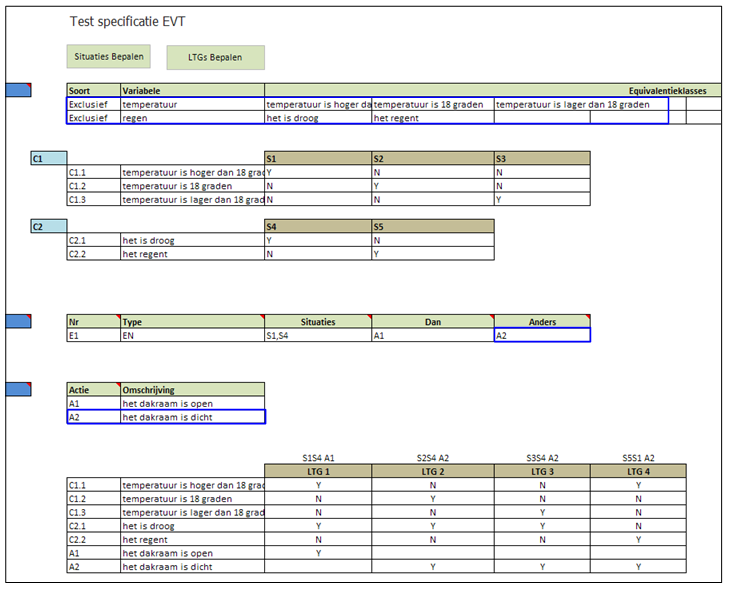 Test specificatie EVT
Situaties Bepalen LTGs Bepalen
Soort Variabele Equivalentieklasses
Exclusief temperatuur temperatuur is hoger da temperatuur is 18 graden temperatuur is lager dan 18 graden
Exclusief regen het is droog het regent
C1 S1 S2 S3
C1.1 temperatuur is hoger dan 18 grad Y N N
C1.2 temperatuur is 18 graden N Y N
C1.3 temperatuur is lager dan 18 grad N N Y
C2 S4 S5
C2.1 het is droog Y N
C2.2 het regent N Y
Nr Type Situaties Dan Anders
E1 EN S1,S4 A1 A2
Actie Omschrijving
A1 het dakraam is open
A2 het dakraam is dicht
S1S4 A1 S2S4 A2 S3S4 A2 S5S1 A2
LTG 1 LTG 2 LTG 3 LTG 4
C1.1 temperatuur is hoger dan 18 grad Y N N Y
C1.2 temperatuur is 18 graden N Y N N
C1.3 temperatuur is lager dan 18 grad N N Y N
C2.1 het is droog Y Y Y N
C2.2 het regent N N N Y
A1 het dakraam is open Y
A2 het dakraam is dicht Y Y Y